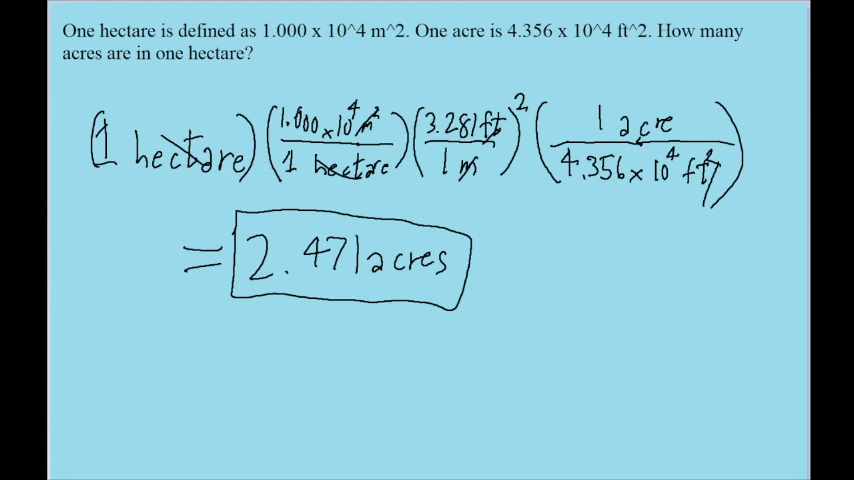 One hectare is defined as 1.000 x 10^4 m^2. One acre is 4.356 x 10^4 ft^2. How many
acres are in one hectare?
(1 hectare) (1.000 x 10^4 m^2 / 1 hectare) (3.281 ft / 1 m)^2 (1 acre / 4.356 x 10^4 ft^2)
= 2.471 acres